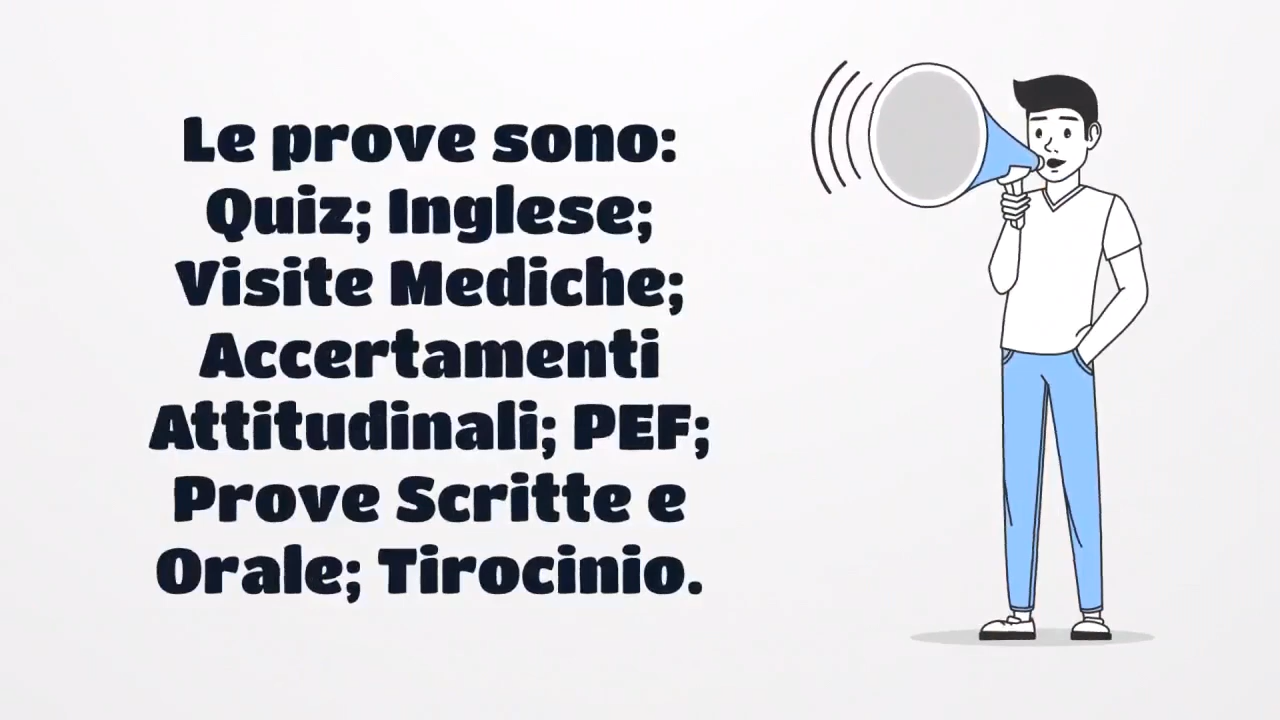 Le prove sono:
Quiz; Inglese;
Visite Mediche;
Accertamenti
Attitudinali; PEF;
Prove Scritte e
Orale; Tirocinio.